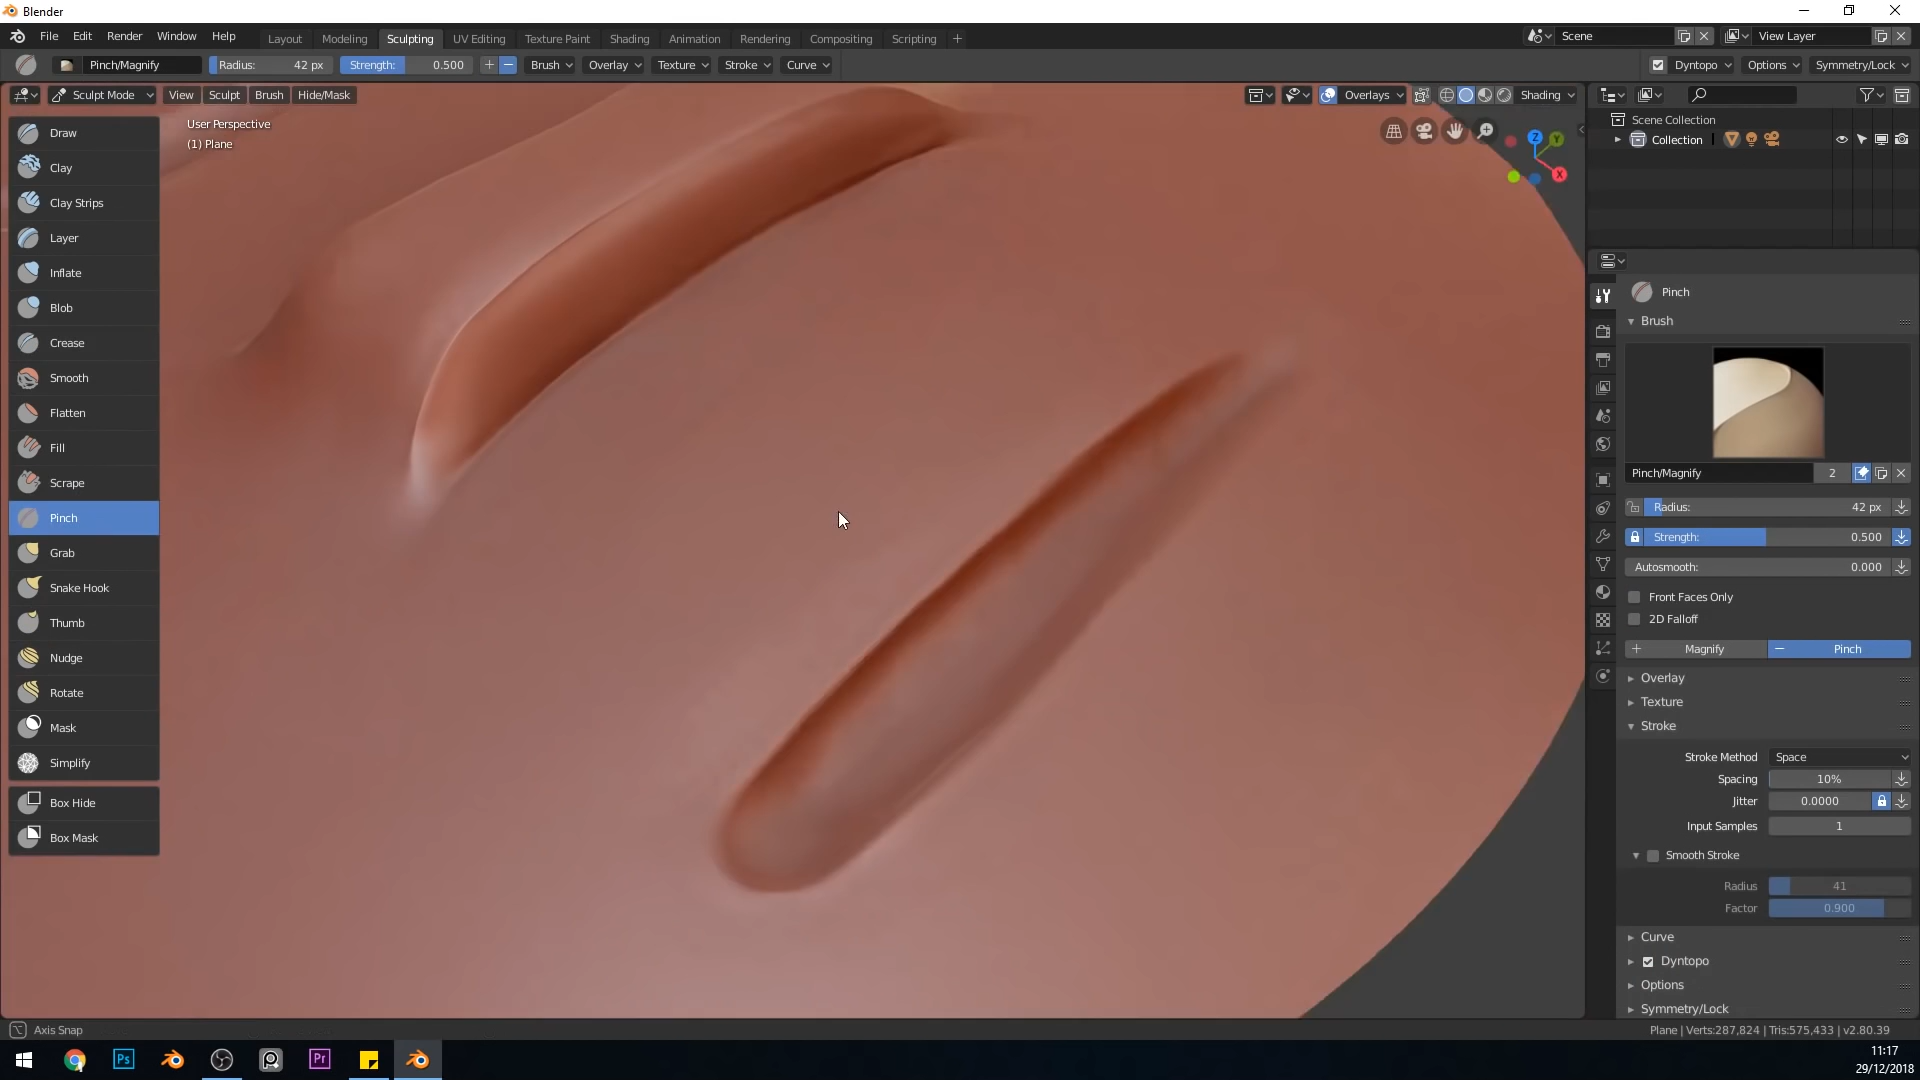 Blender
File Edit Render Window Help Layout Modeling Sculpting UV Editing Texture Paint Shading Animation Rendering Compositing Scripting + Scene View Layer
Pinch/Magnify Radius: 42 px Strength: 0.500 + − Brush Overlay Texture Stroke Curve Dyntopo Options Symmetry/Lock
Sculpt Mode View Sculpt Brush Hide/Mask Overlays Shading
User Perspective
(1) Plane
Draw
Clay
Clay Strips
Layer
Inflate
Blob
Crease
Smooth
Flatten
Fill
Scrape
Pinch
Grab
Snake Hook
Thumb
Nudge
Rotate
Mask
Simplify
Box Hide
Box Mask
Z
Y
X
Scene Collection
Collection
Pinch
Brush
Pinch/Magnify 2
Radius: 42 px
Strength: 0.500
Autosmooth: 0.000
Front Faces Only
2D Falloff
+ Magnify − Pinch
Overlay
Texture
Stroke
Stroke Method Space
Spacing 10%
Jitter 0.0000
Input Samples 1
Smooth Stroke
Radius 41
Factor 0.900
Curve
Dyntopo
Options
Symmetry/Lock
Axis Snap
Plane | Verts:287,824 | Tris:575,433 | v2.80.39
Ps
Pr
11:17
29/12/2018